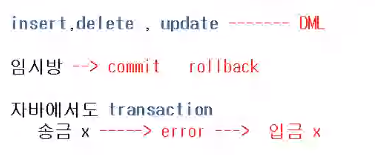 insert,delete , update ------- DML
임시방 --> commit rollback
자바에서도 transaction
송금 x -----> error ---> 입금 x